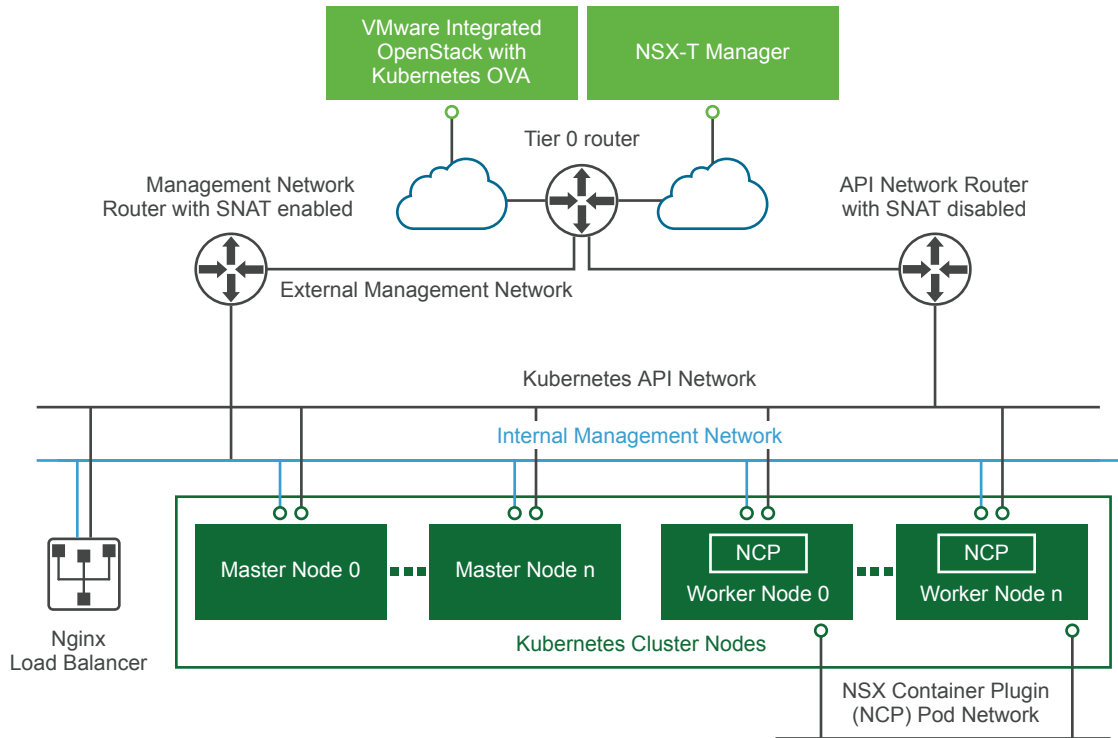 VMware Integrated
OpenStack with
Kubernetes OVA
NSX-T Manager
Tier 0 router
Management Network
Router with SNAT enabled
API Network Router
with SNAT disabled
External Management Network
Kubernetes API Network
Internal Management Network
Master Node 0
Master Node n
NCP
Worker Node 0
NCP
Worker Node n
Nginx
Load Balancer
Kubernetes Cluster Nodes
NSX Container Plugin
(NCP) Pod Network